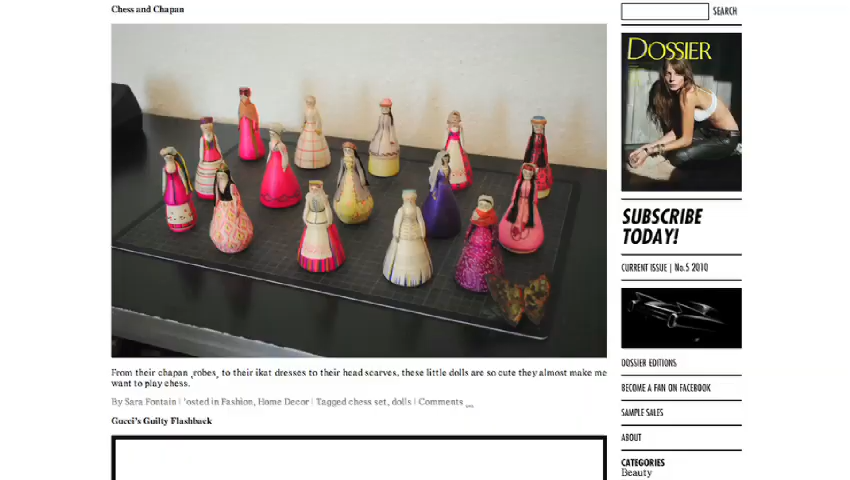 Chess and Chapan
SEARCH
DOSSIER
SUBSCRIBE
TODAY!
CURRENT ISSUE | No.5 2010
From their chapan robes to their ikat dresses to their head scarves, these little dolls are so cute they almost make me
want to play chess.
By Sara Fontain | osted in Fashion, Home Decor | Tagged chess set, dolls | Comments
Gucci's Guilty Flashback
DOSSIER EDITIONS
BECOME A FAN ON FACEBOOK
SAMPLE SALES
ABOUT
CATEGORIES
Beauty